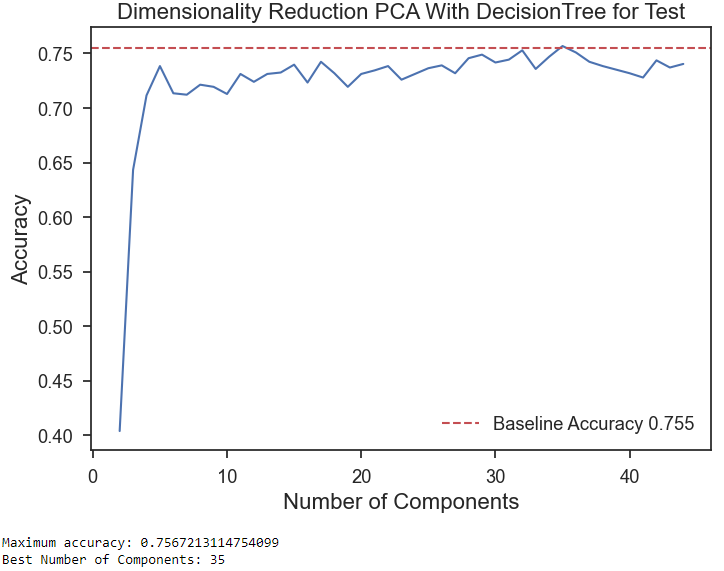 Dimensionality Reduction PCA With DecisionTree for Test
0.75
0.70
0.65
0.60
0.55
0.50
0.45
0.40
Accuracy
Baseline Accuracy 0.755
0 10 20 30 40
Number of Components
Maximum accuracy: 0.7567213114754099
Best Number of Components: 35